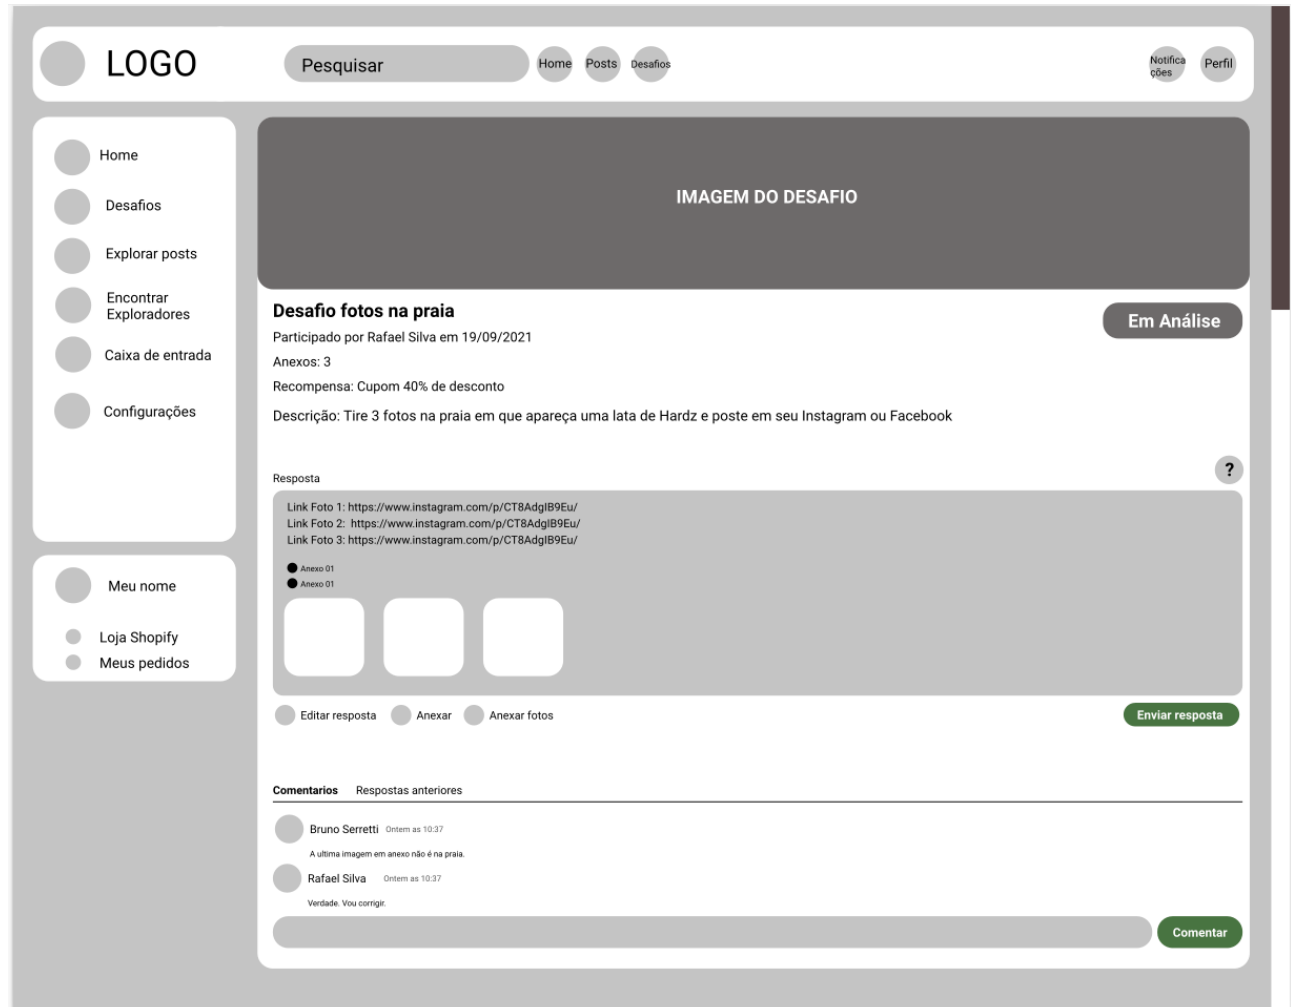 LOGO
Pesquisar
Home
Posts
Desafios
Notifica
ções
Perfil
Home
Desafios
Explorar posts
Encontrar
Exploradores
Caixa de entrada
Configurações
Meu nome
Loja Shopify
Meus pedidos
IMAGEM DO DESAFIO
Desafio fotos na praia
Em Análise
Participado por Rafael Silva em 19/09/2021
Anexos: 3
Recompensa: Cupom 40% de desconto
Descrição: Tire 3 fotos na praia em que apareça uma lata de Hardz e poste em seu Instagram ou Facebook
?
Resposta
Link Foto 1: https://www.instagram.com/p/CT8AdgIB9Eu/
Link Foto 2:  https://www.instagram.com/p/CT8AdgIB9Eu/
Link Foto 3: https://www.instagram.com/p/CT8AdgIB9Eu/
Anexo 01
Anexo 01
Editar resposta
Anexar
Anexar fotos
Enviar resposta
Comentarios
Respostas anteriores
Bruno Serretti Ontem as 10:37
A ultima imagem em anexo não é na praia.
Rafael Silva Ontem as 10:37
Verdade. Vou corrigir.
Comentar